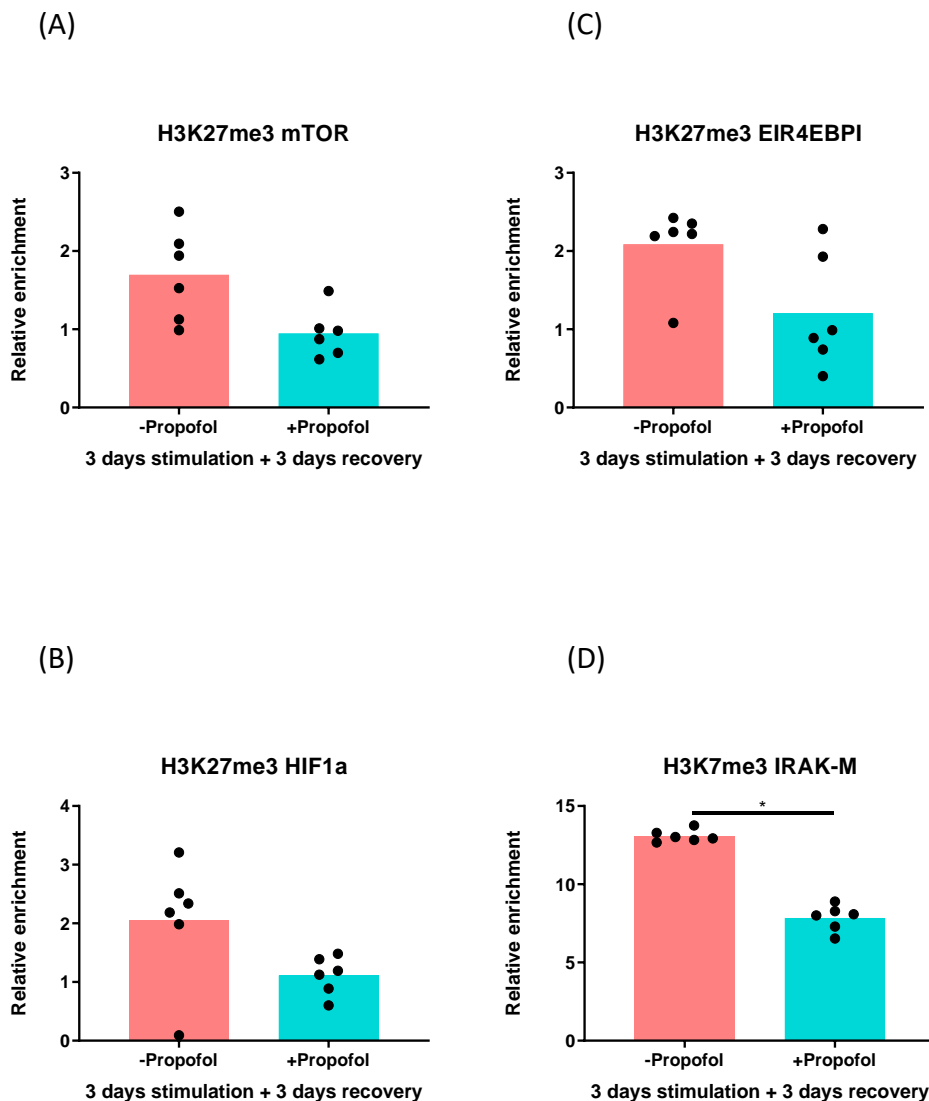 (A)
H3K27me3 mTOR
Relative enrichment
3
2
1
0
-Propofol +Propofol
3 days stimulation + 3 days recovery
(C)
H3K27me3 EIR4EBPI
Relative enrichment
3
2
1
0
-Propofol +Propofol
3 days stimulation + 3 days recovery
(B)
H3K27me3 HIF1a
Relative enrichment
4
3
2
1
0
-Propofol +Propofol
3 days stimulation + 3 days recovery
(D)
H3K7me3 IRAK-M
Relative enrichment
15
10
5
0
*
-Propofol +Propofol
3 days stimulation + 3 days recovery